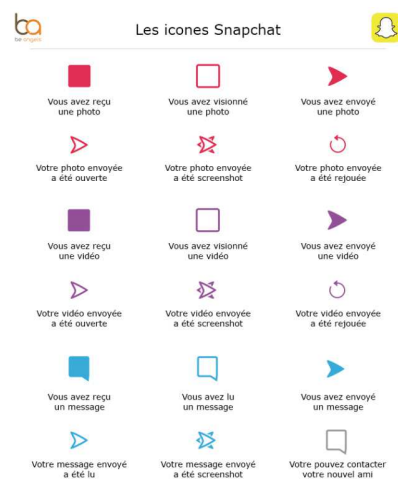 ba
be-angels
Les icones Snapchat
Vous avez reçu
une photo
Vous avez visionné
une photo
Vous avez envoyé
une photo
Votre photo envoyée
a été ouverte
Votre photo envoyée
a été screenshot
Votre photo envoyée
a été rejouée
Vous avez reçu
une vidéo
Vous avez visionné
une vidéo
Vous avez envoyé
une vidéo
Votre vidéo envoyée
a été ouverte
Votre vidéo envoyée
a été screenshot
Votre vidéo envoyée
a été rejouée
Vous avez reçu
un message
Vous avez lu
un message
Vous avez envoyé
un message
Votre message envoyé
a été lu
Votre message envoyé
a été screenshot
Votre pouvez contacter
votre nouvel ami